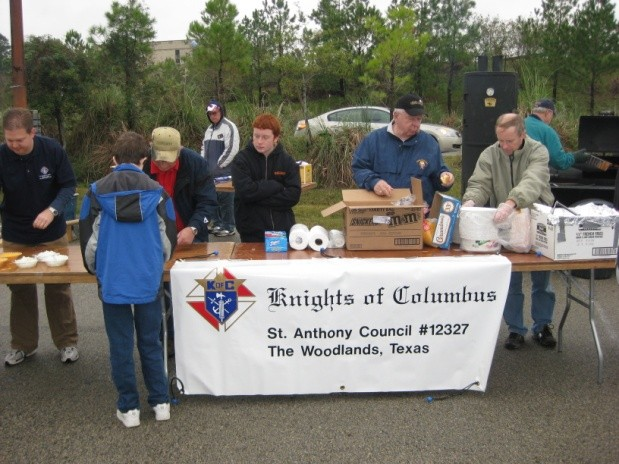 K of C
Knights of Columbus
St. Anthony Council #12327
The Woodlands, Texas